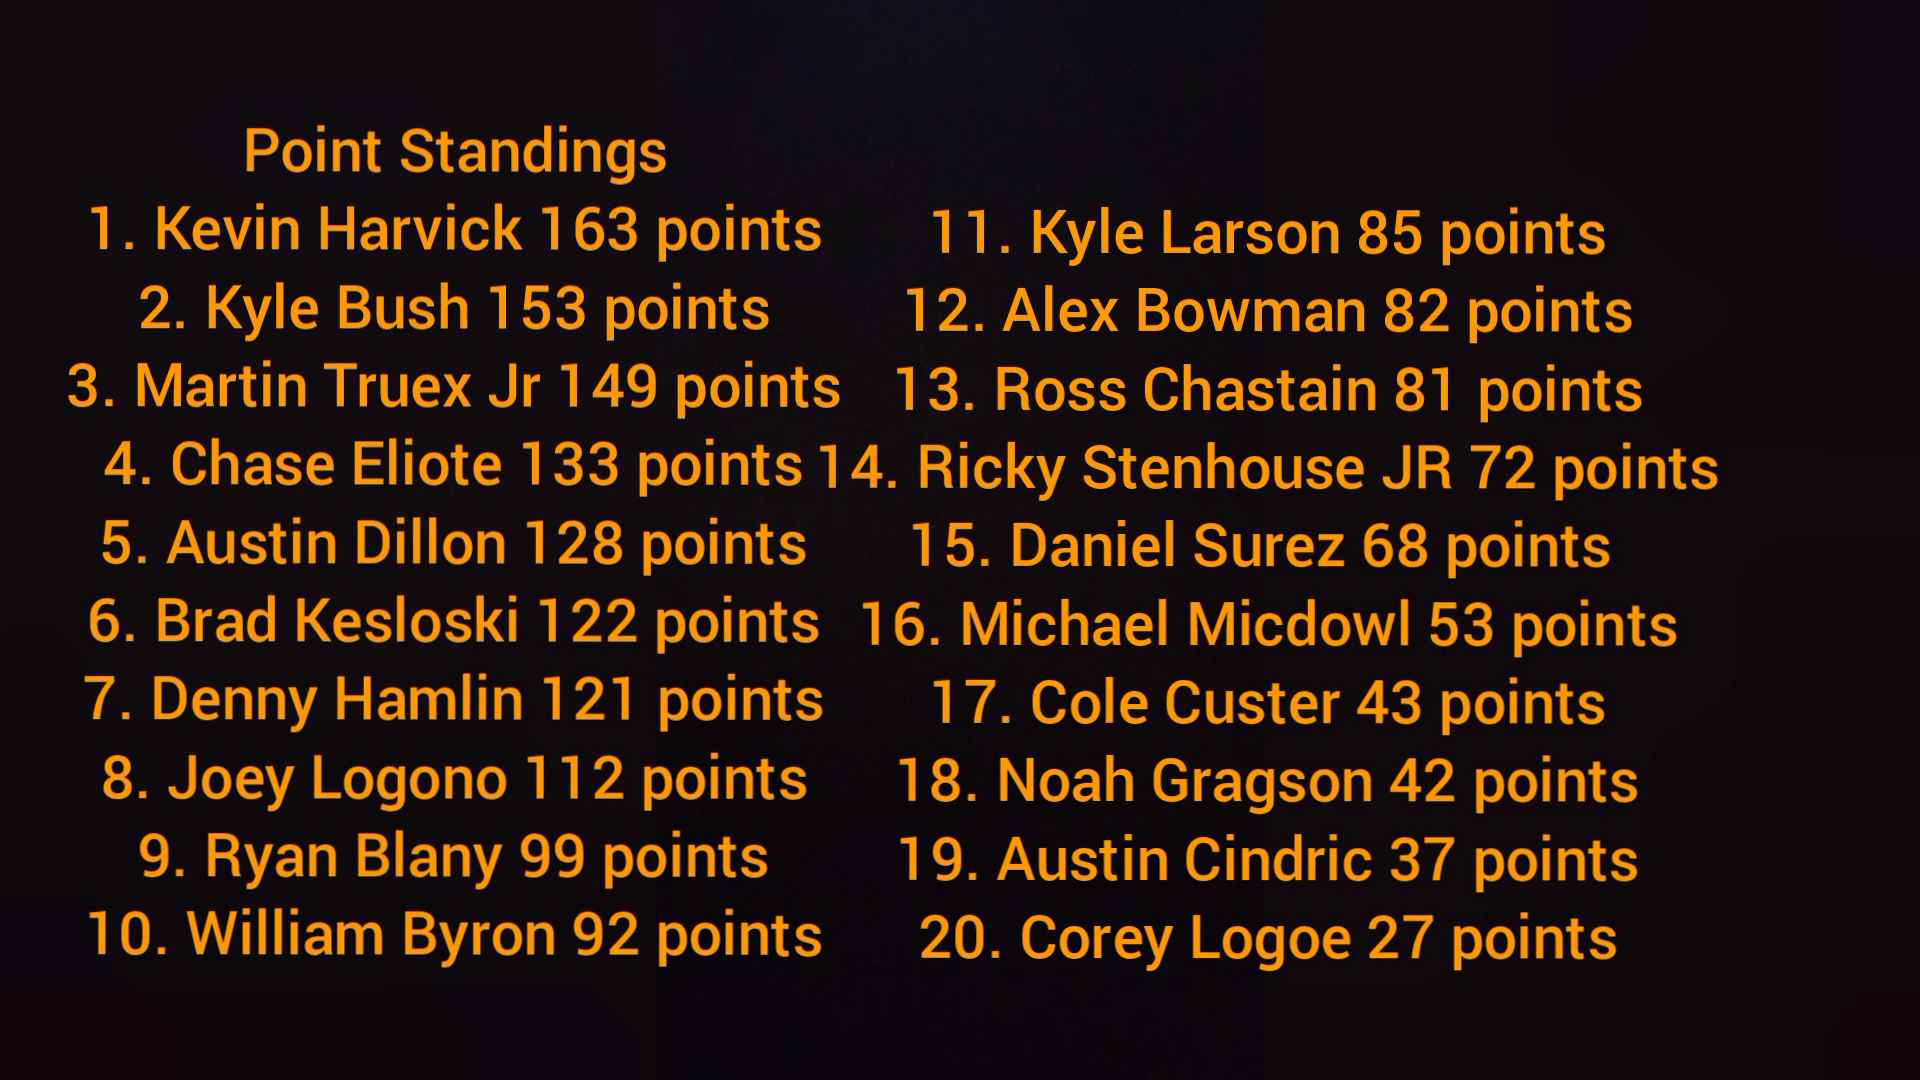 Point Standings
1. Kevin Harvick 163 points
2. Kyle Bush 153 points
3. Martin Truex Jr 149 points
4. Chase Eliote 133 points
5. Austin Dillon 128 points
6. Brad Kesloski 122 points
7. Denny Hamlin 121 points
8. Joey Logono 112 points
9. Ryan Blany 99 points
10. William Byron 92 points
11. Kyle Larson 85 points
12. Alex Bowman 82 points
13. Ross Chastain 81 points
14. Ricky Stenhouse JR 72 points
15. Daniel Surez 68 points
16. Michael Micdowl 53 points
17. Cole Custer 43 points
18. Noah Gragson 42 points
19. Austin Cindric 37 points
20. Corey Logoe 27 points